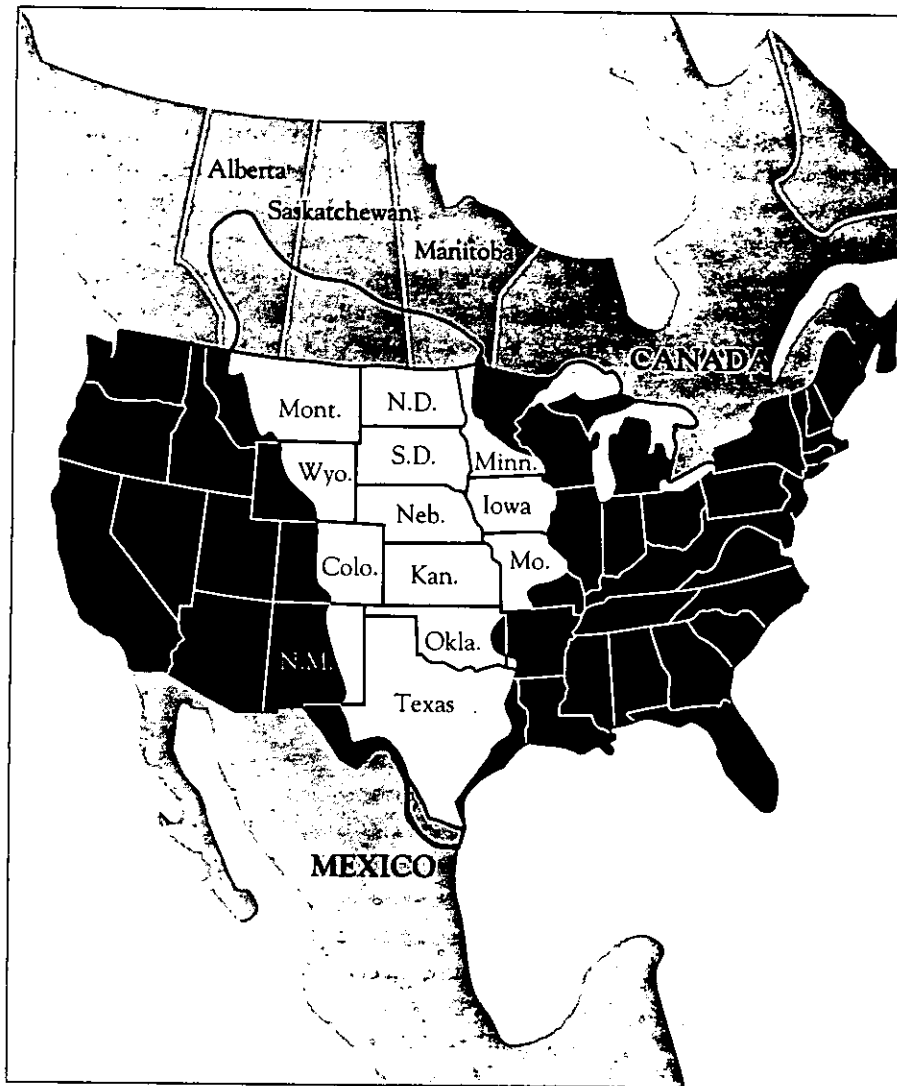 Alberta
Saskatchewan
Manitoba
CANADA
Mont.
N.D.
Wyo.
S.D.
Minn.
Neb.
Iowa
Colo.
Kan.
Mo.
N.M.
Okla.
Texas
MEXICO